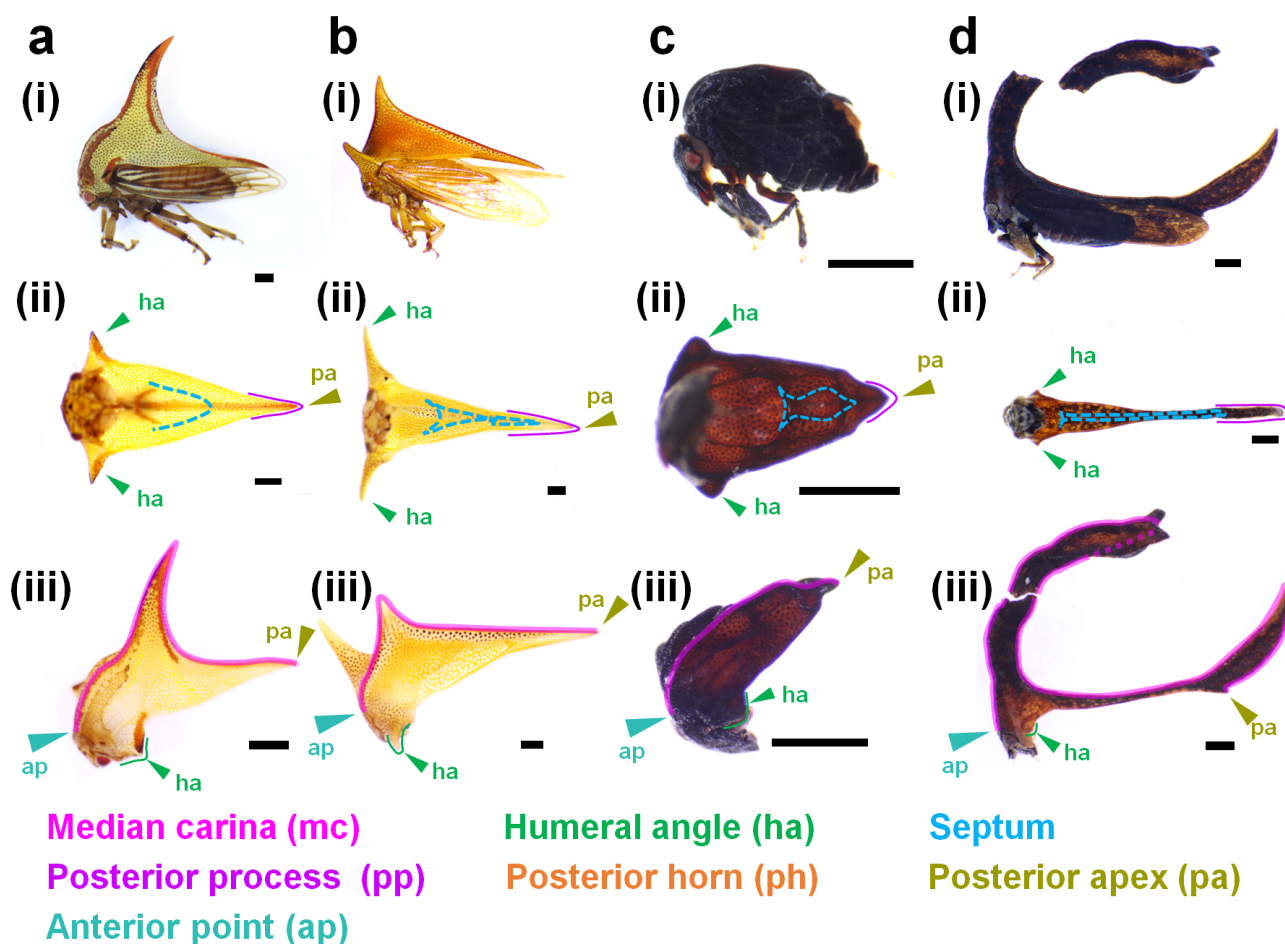 a b c d
(i) (i) (i) (i)
(ii) ha (ii) ha (ii) ha (ii) ha
pa pa pa
ha ha ha ha
(iii) pa (iii) pa (iii) pa (iii)
ap ha ap ha ap ha ap ha pa
Median carina (mc) Humeral angle (ha) Septum
Posterior process (pp) Posterior horn (ph) Posterior apex (pa)
Anterior point (ap)